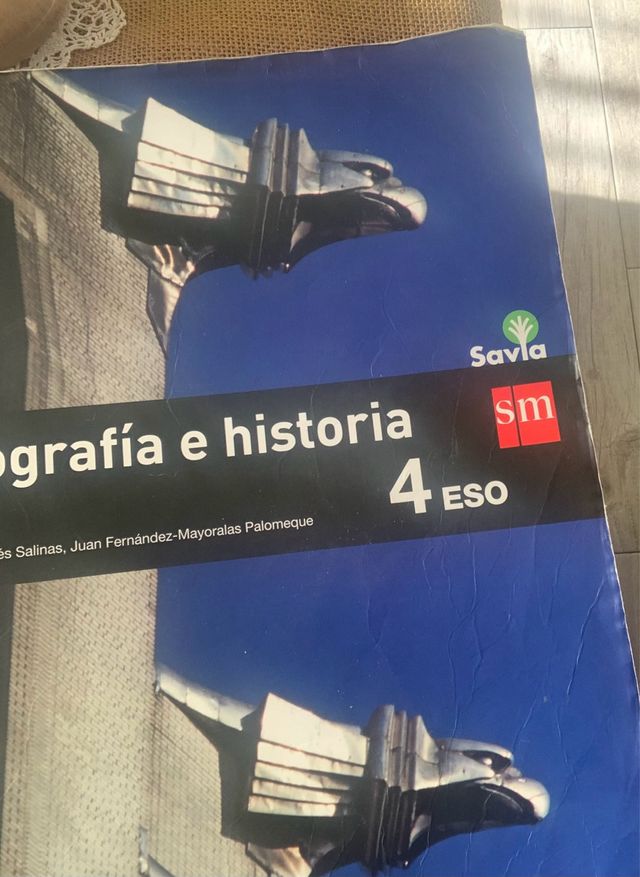 Savia
sm
ografía e historia
4 ESO
és Salinas, Juan Fernández-Mayoralas Palomeque